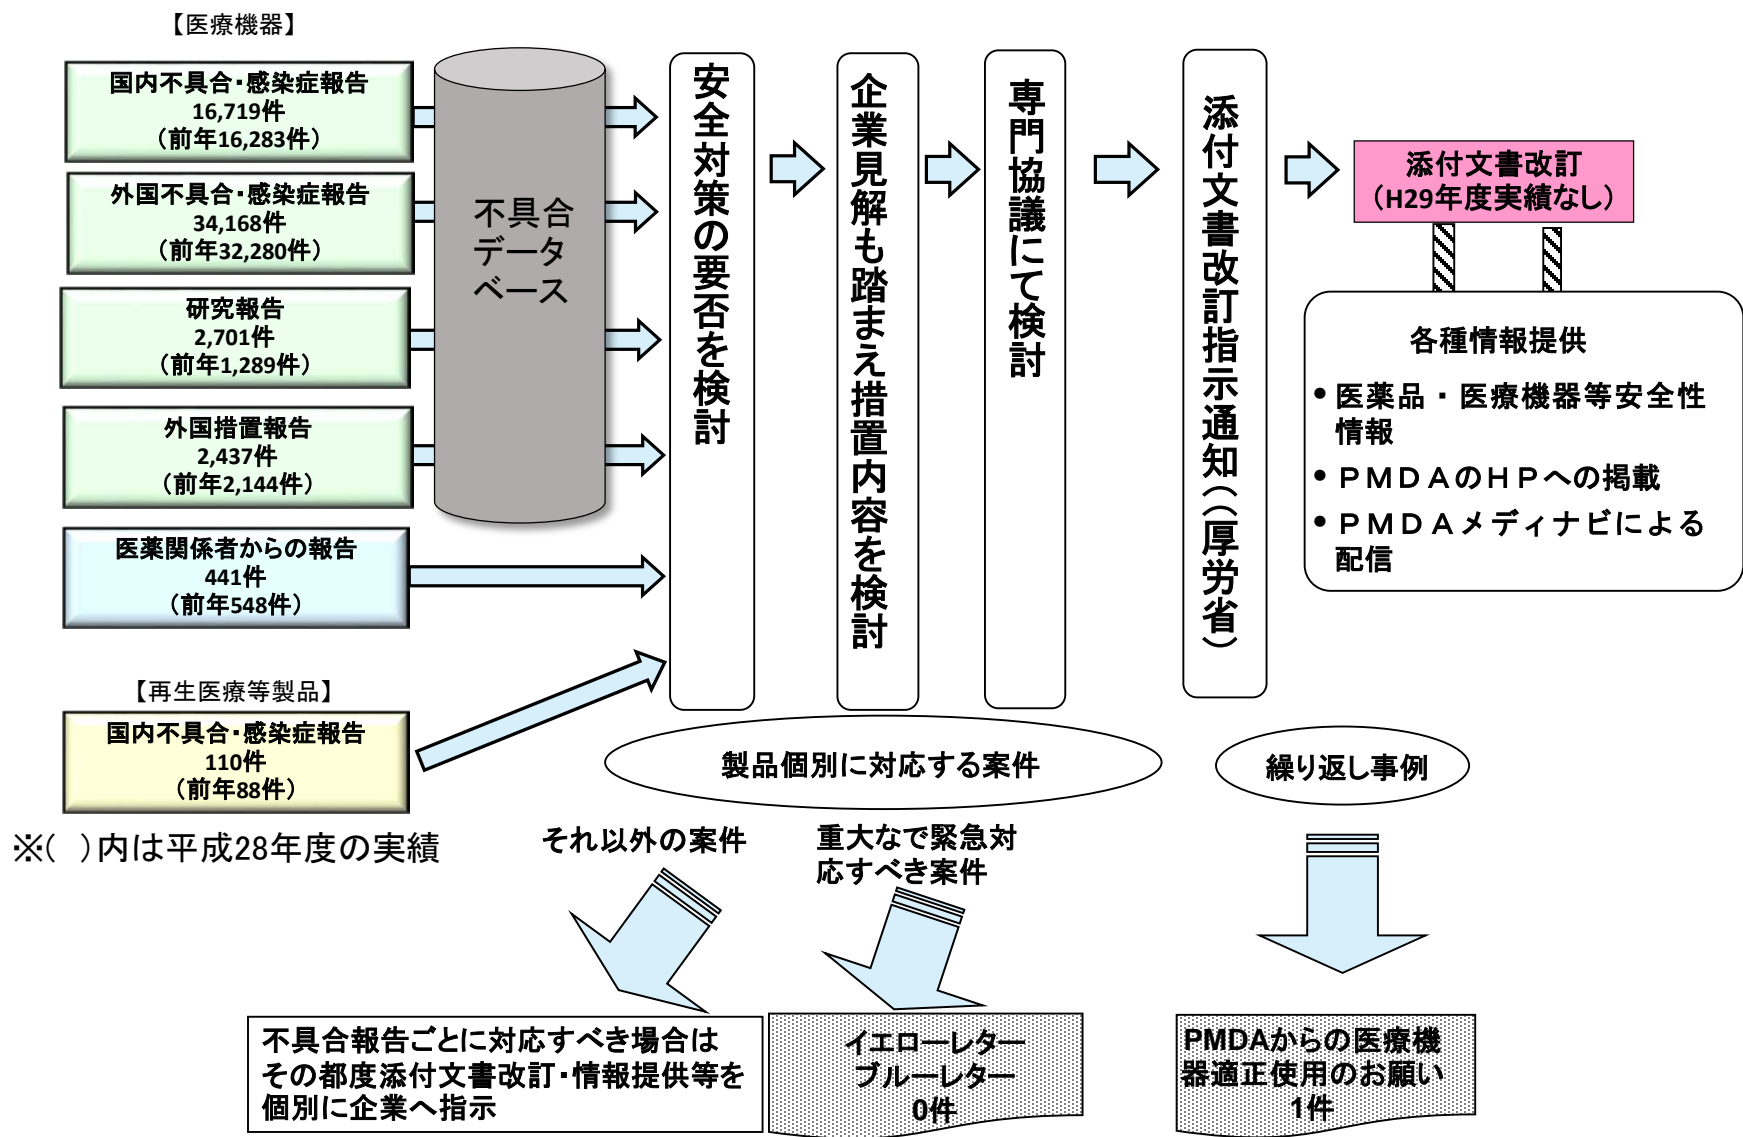 【医療機器】
国内不具合・感染症報告
16,719件
（前年16,283件）
外国不具合・感染症報告
34,168件
（前年32,280件）
研究報告
2,701件
（前年1,289件）
外国措置報告
2,437件
（前年2,144件）
医薬関係者からの報告
441件
（前年548件）
【再生医療等製品】
国内不具合・感染症報告
110件
（前年88件）
※(　)内は平成28年度の実績
不具合
データ
ベース
安全対策の要否を検討
企業見解も踏まえ措置内容を検討
専門協議にて検討
添付文書改訂指示通知（（厚労省）
添付文書改訂
（H29年度実績なし）
各種情報提供
• 医薬品・医療機器等安全性
情報
• ＰＭＤＡのＨＰへの掲載
• ＰＭＤＡメディナビによる
配信
製品個別に対応する案件
繰り返し事例
それ以外の案件
重大なで緊急対
応すべき案件
不具合報告ごとに対応すべき場合は
その都度添付文書改訂・情報提供等を
個別に企業へ指示
イエローレター
ブルーレター
0件
PMDAからの医療機
器適正使用のお願い
1件